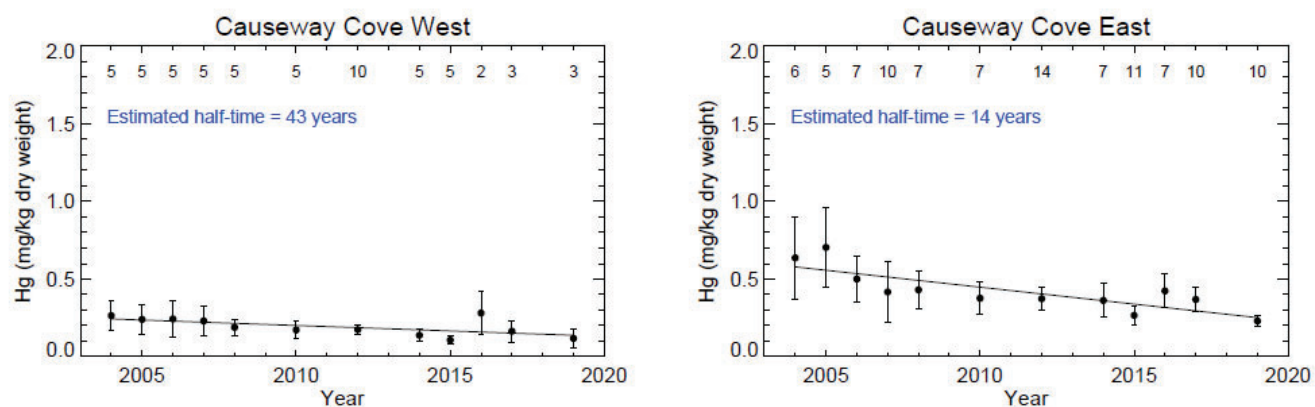 Causeway Cove West
2.0
1.5
1.0
0.5
0.0
5 5 5 5 5 5 10 5 5 2 3 3
Estimated half-time = 43 years
Hg (mg/kg dry weight)
2005 2010 2015 2020
Year
Causeway Cove East
2.0
1.5
1.0
0.5
0.0
6 5 7 10 7 7 14 7 11 7 10 10
Estimated half-time = 14 years
Hg (mg/kg dry weight)
2005 2010 2015 2020
Year